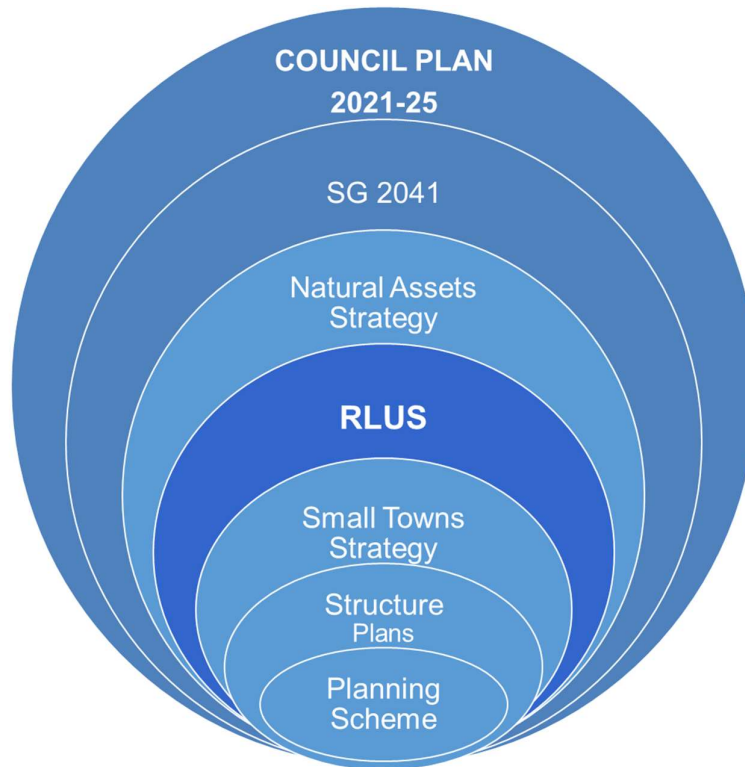 COUNCIL PLAN
2021-25
SG 2041
Natural Assets
Strategy
RLUS
Small Towns
Strategy
Structure
Plans
Planning
Scheme